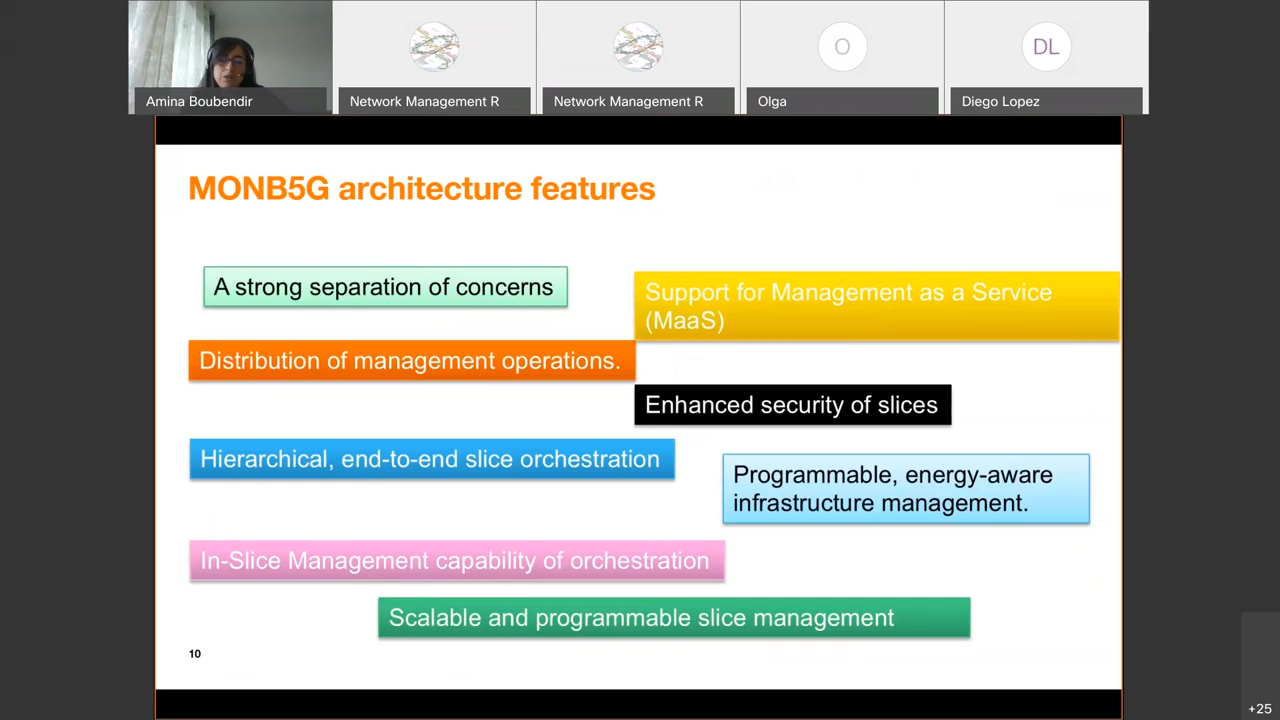 O
DL
Amina Boubendir
Network Management R
Network Management R
Olga
Diego Lopez
MONB5G architecture features
A strong separation of concerns
Support for Management as a Service
(MaaS)
Distribution of management operations.
Enhanced security of slices
Hierarchical, end-to-end slice orchestration
Programmable, energy-aware
infrastructure management.
In-Slice Management capability of orchestration
Scalable and programmable slice management
10
+25